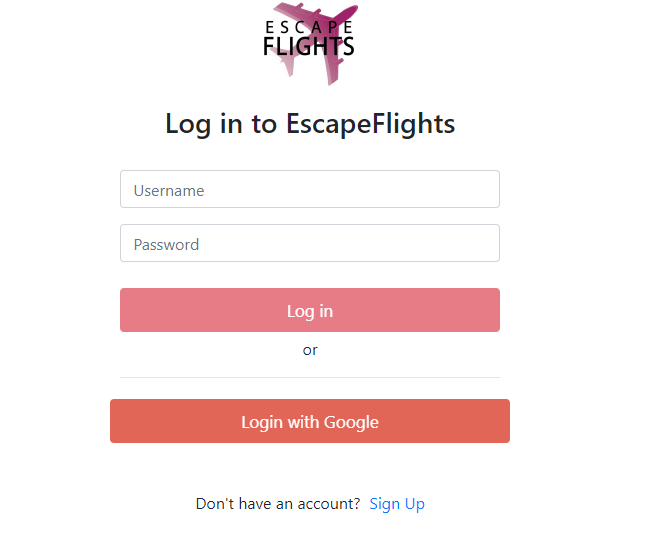 ESCAPE
FLIGHTS
Log in to EscapeFlights
Username
Password
Log in
or
Login with Google
Don't have an account? Sign Up